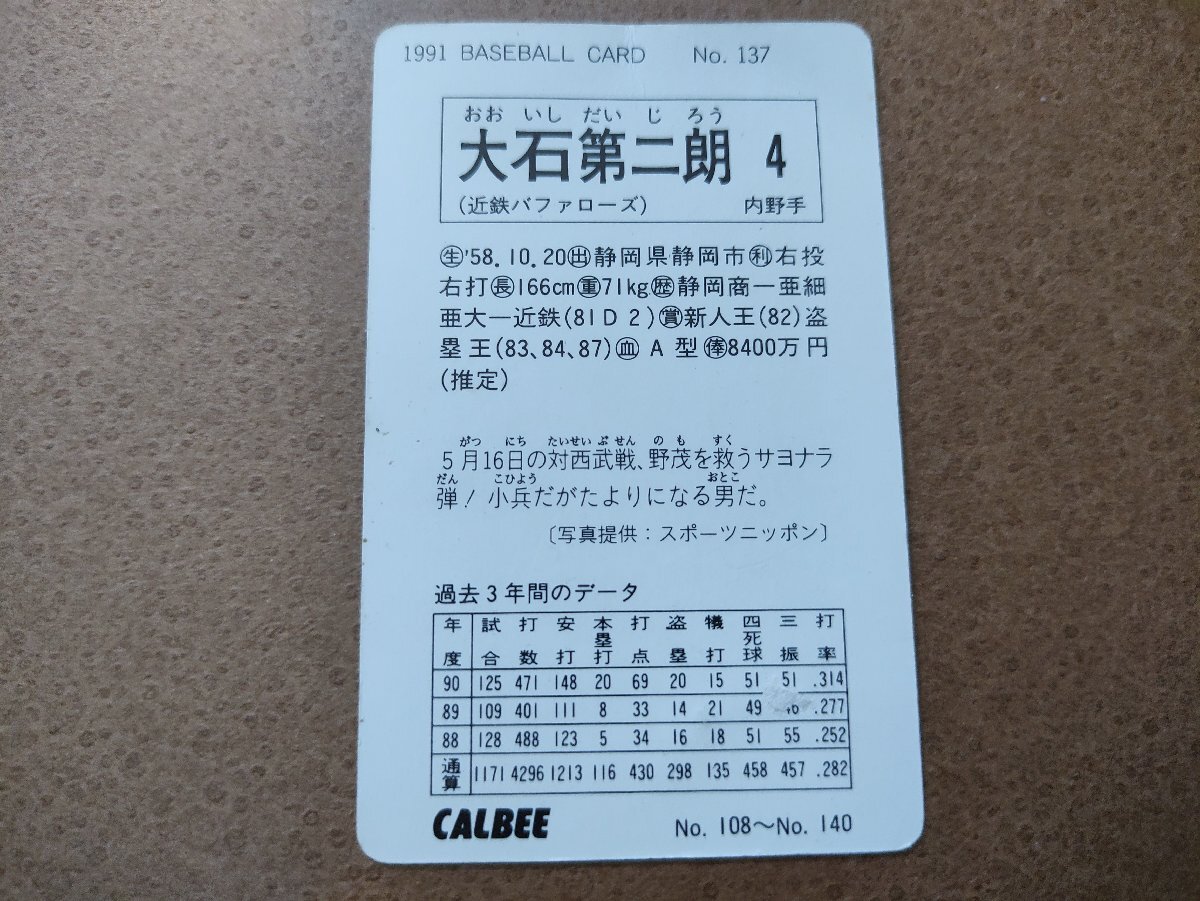 1991 BASEBALL CARD No. 137
おお いし だい じ ろう
大石第二朗 4
(近鉄バファローズ) 内野手
㊤'58.10.20㊦静岡県静岡市㊑右投
右打㊐166cm㊒71kg㊭静岡商―亜細
亜大―近鉄(81D2)㊮新人王(82)盗
塁王(83、84、87)㊋A型㊌8400万円
(推定)
がつ にち たいせいぶせん のも すく
5月16日の対西武戦、野茂を救うサヨナラ
だん こひょう おとこ
弾! 小兵だがたよりになる男だ。
〔写真提供:スポーツニッポン〕
過去3年間のデータ
年度 試合 打数 安打 本塁打 打点 盗塁 犠打 四死球 三振 打率
90 125 471 148 20 69 20 15 51 51 .314
89 109 401 111 8 33 14 21 49 .277
88 128 488 123 5 34 16 18 51 55 .252
通算 1171 4296 1213 116 430 298 135 458 457 .282
CALBEE No. 108〜No. 140